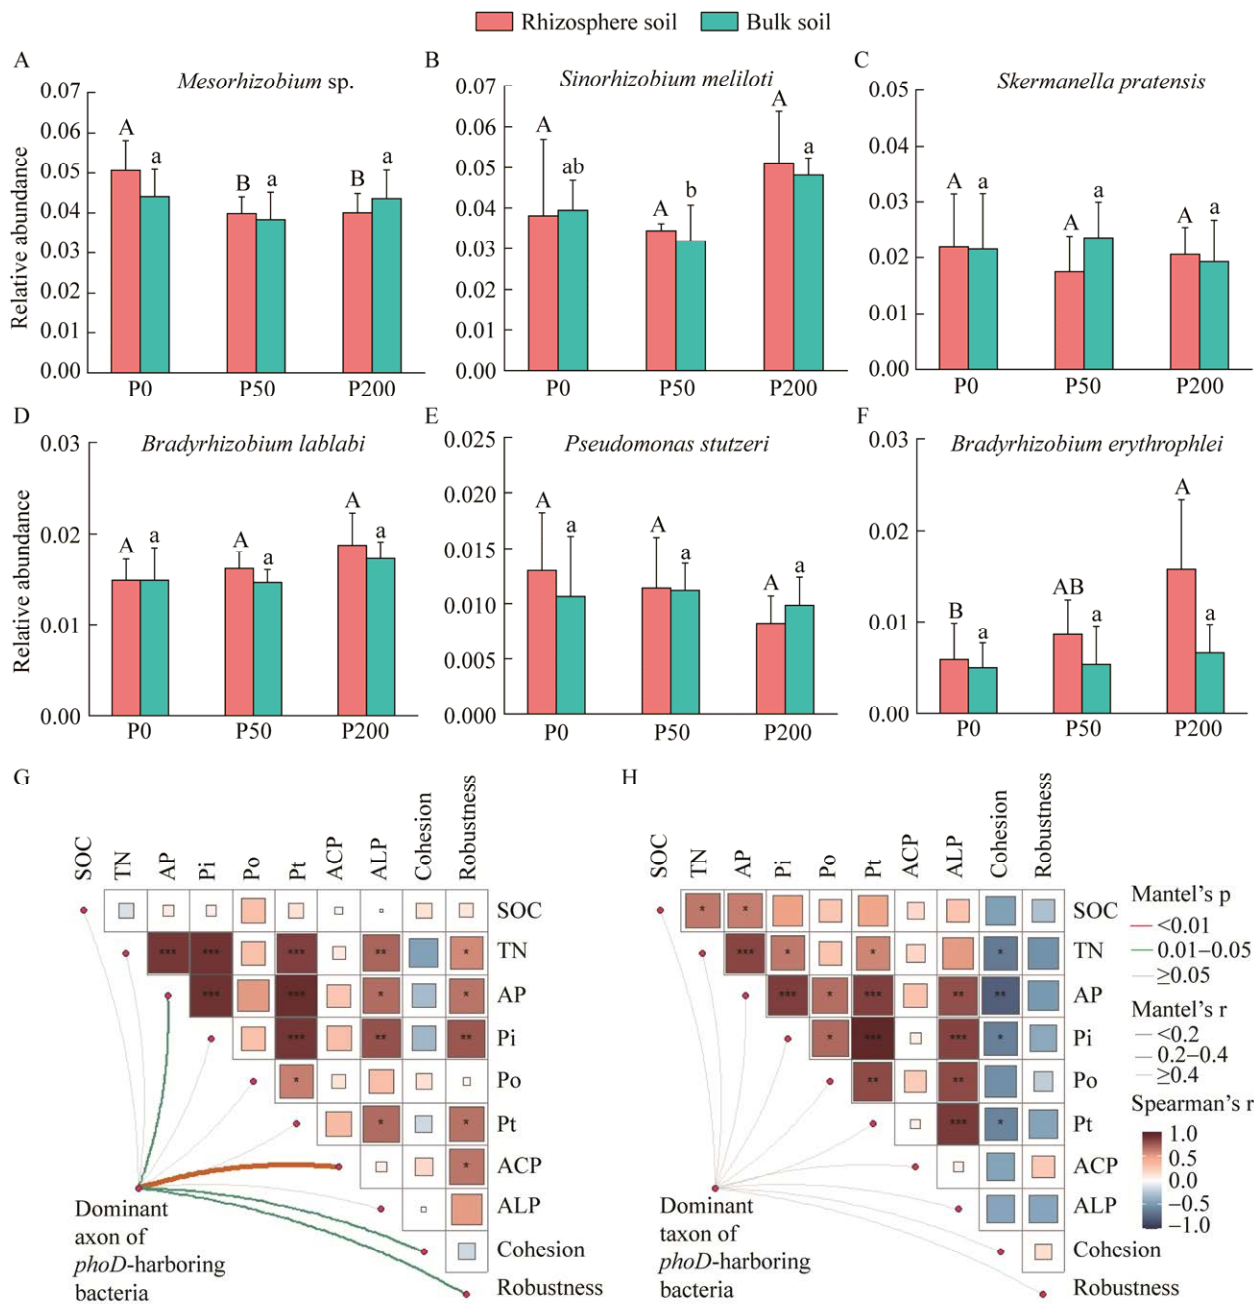 Rhizosphere soil Bulk soil
A B C
Mesorhizobium sp. Sinorhizobium meliloti Skermanella pratensis
Relative abundance
0.07
0.06
0.05
0.04
0.03
0.02
0.01
0.00
A a B a B a
P0 P50 P200
0.07
0.06
0.05
0.04
0.03
0.02
0.01
0.00
A ab A b A a
P0 P50 P200
0.05
0.04
0.03
0.02
0.01
0.00
A a A a A a
P0 P50 P200
D E F
Bradyrhizobium lablabi Pseudomonas stutzeri Bradyrhizobium erythrophlei
Relative abundance
0.03
0.02
0.01
0.00
A a A a A a
P0 P50 P200
0.025
0.020
0.015
0.010
0.005
0.000
A a A a A a
P0 P50 P200
0.03
0.02
0.01
0.00
B a AB a A a
P0 P50 P200
G
SOC TN AP Pi Po Pt ACP ALP Cohesion Robustness
SOC
*** *** *** ** * TN
*** *** * * AP
*** ** ** Pi
* Po
* * Pt
* ACP
ALP
Cohesion
Robustness
Dominant
axon of
phoD-harboring
bacteria
H
SOC TN AP Pi Po Pt ACP ALP Cohesion Robustness
* * SOC
*** * * * TN
*** * *** ** ** AP
* *** *** * Pi
** ** Po
*** * Pt
ACP
ALP
Cohesion
Robustness
Dominant
taxon of
phoD-harboring
bacteria
Mantel's p
<0.01
0.01–0.05
≥0.05
Mantel's r
<0.2
0.2–0.4
≥0.4
Spearman's r
1.0
0.5
0.0
−0.5
−1.0